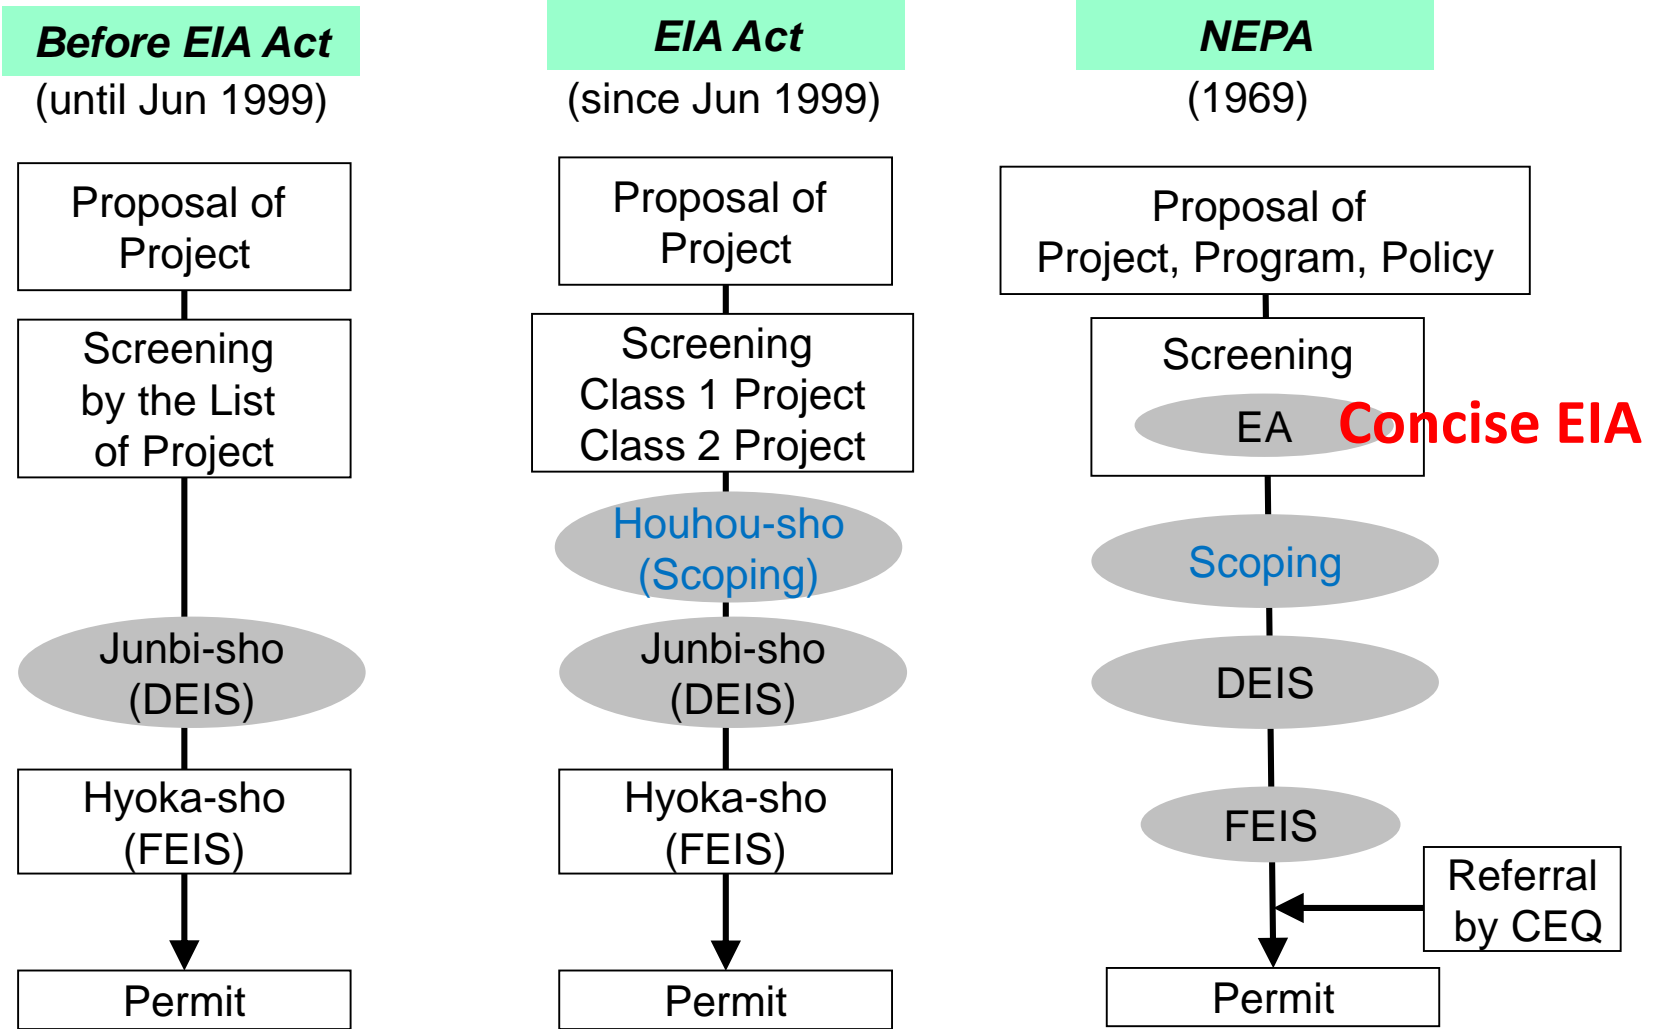 Before EIA Act
(until Jun 1999)
Proposal of
Project
Screening
by the List
of Project
Junbi-sho
(DEIS)
Hyoka-sho
(FEIS)
Permit
EIA Act
(since Jun 1999)
Proposal of
Project
Screening
Class 1 Project
Class 2 Project
Houhou-sho
(Scoping)
Junbi-sho
(DEIS)
Hyoka-sho
(FEIS)
Permit
NEPA
(1969)
Proposal of
Project, Program, Policy
Screening
EA
Concise EIA
Scoping
DEIS
FEIS
Referral
by CEQ
Permit